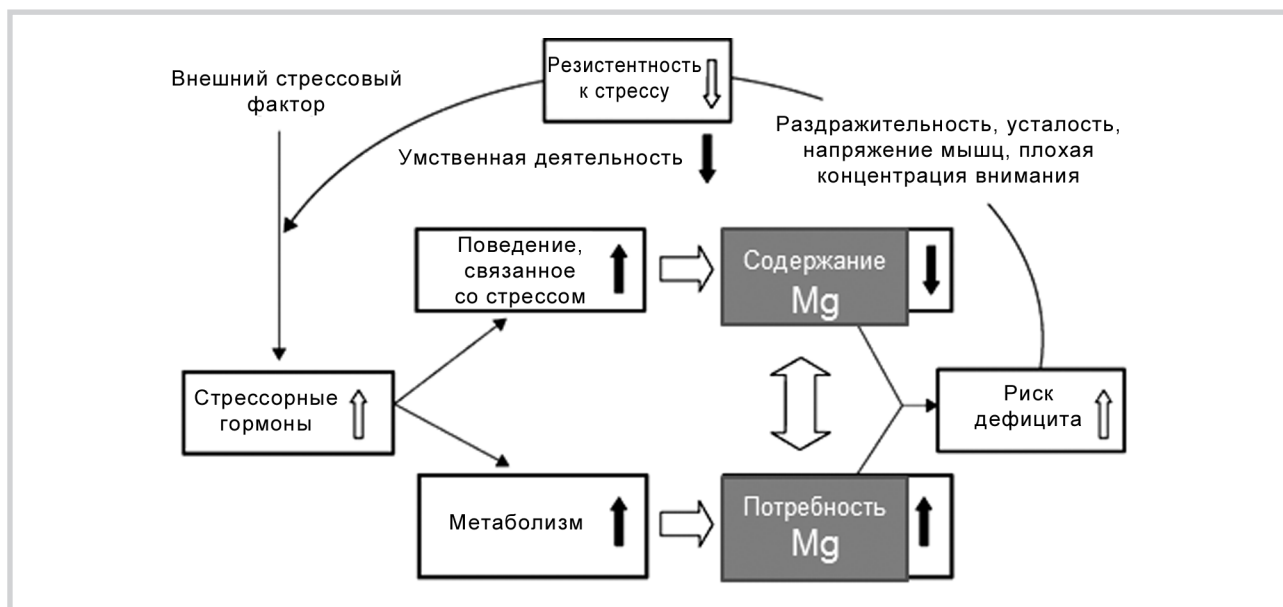 Внешний стрессовый
фактор
Резистентность
к стрессу
Умственная деятельность
Раздражительность, усталость,
напряжение мышц, плохая
концентрация внимания
Поведение,
связанное
со стрессом
Содержание
Mg
Стрессорные
гормоны
Риск
дефицита
Метаболизм
Потребность
Mg